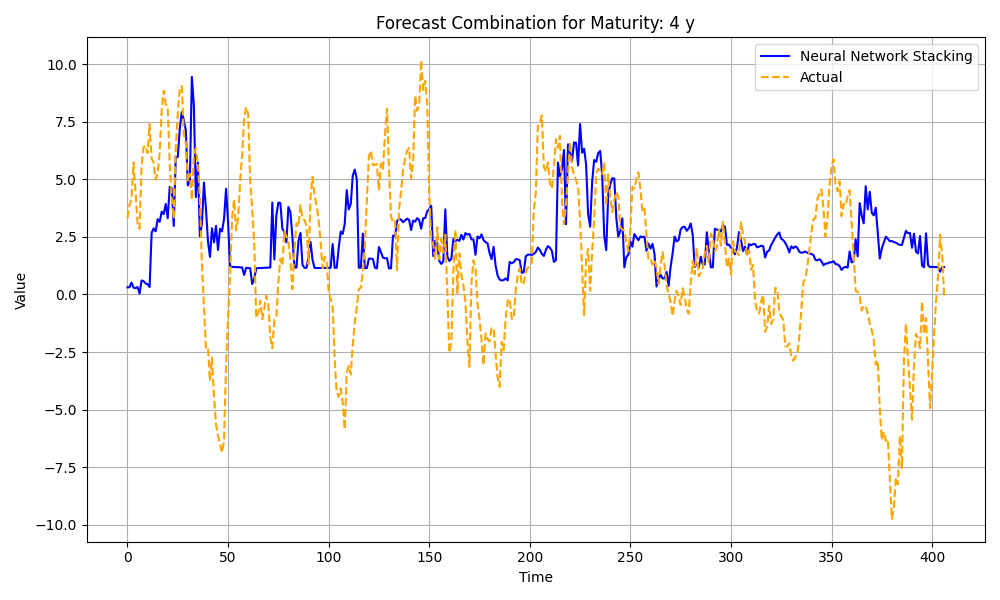 Forecast Combination for Maturity: 4 y
Neural Network Stacking
Actual
Value
10.0
7.5
5.0
2.5
0.0
−2.5
−5.0
−7.5
−10.0
0 50 100 150 200 250 300 350 400
Time